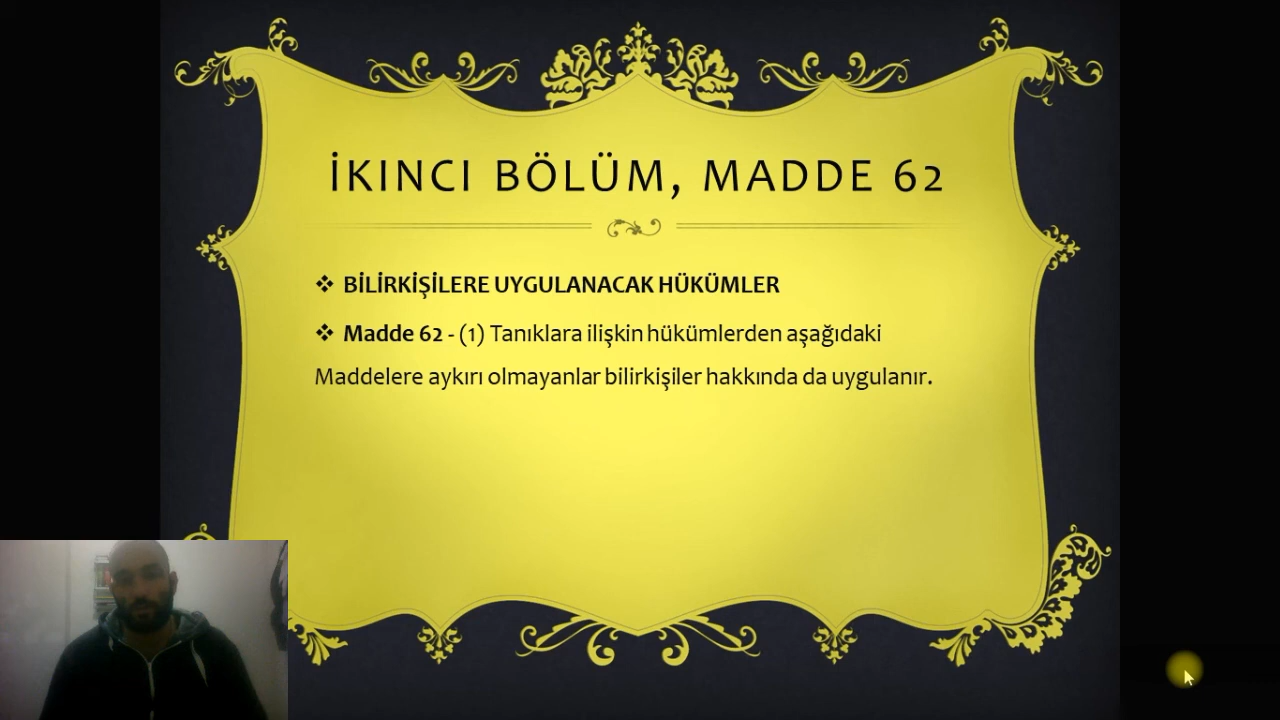 İKINCI BÖLÜM, MADDE 62
BİLİRKİŞİLERE UYGULANACAK HÜKÜMLER
Madde 62 - (1) Tanıklara ilişkin hükümlerden aşağıdaki
Maddelere aykırı olmayanlar bilirkişiler hakkında da uygulanır.